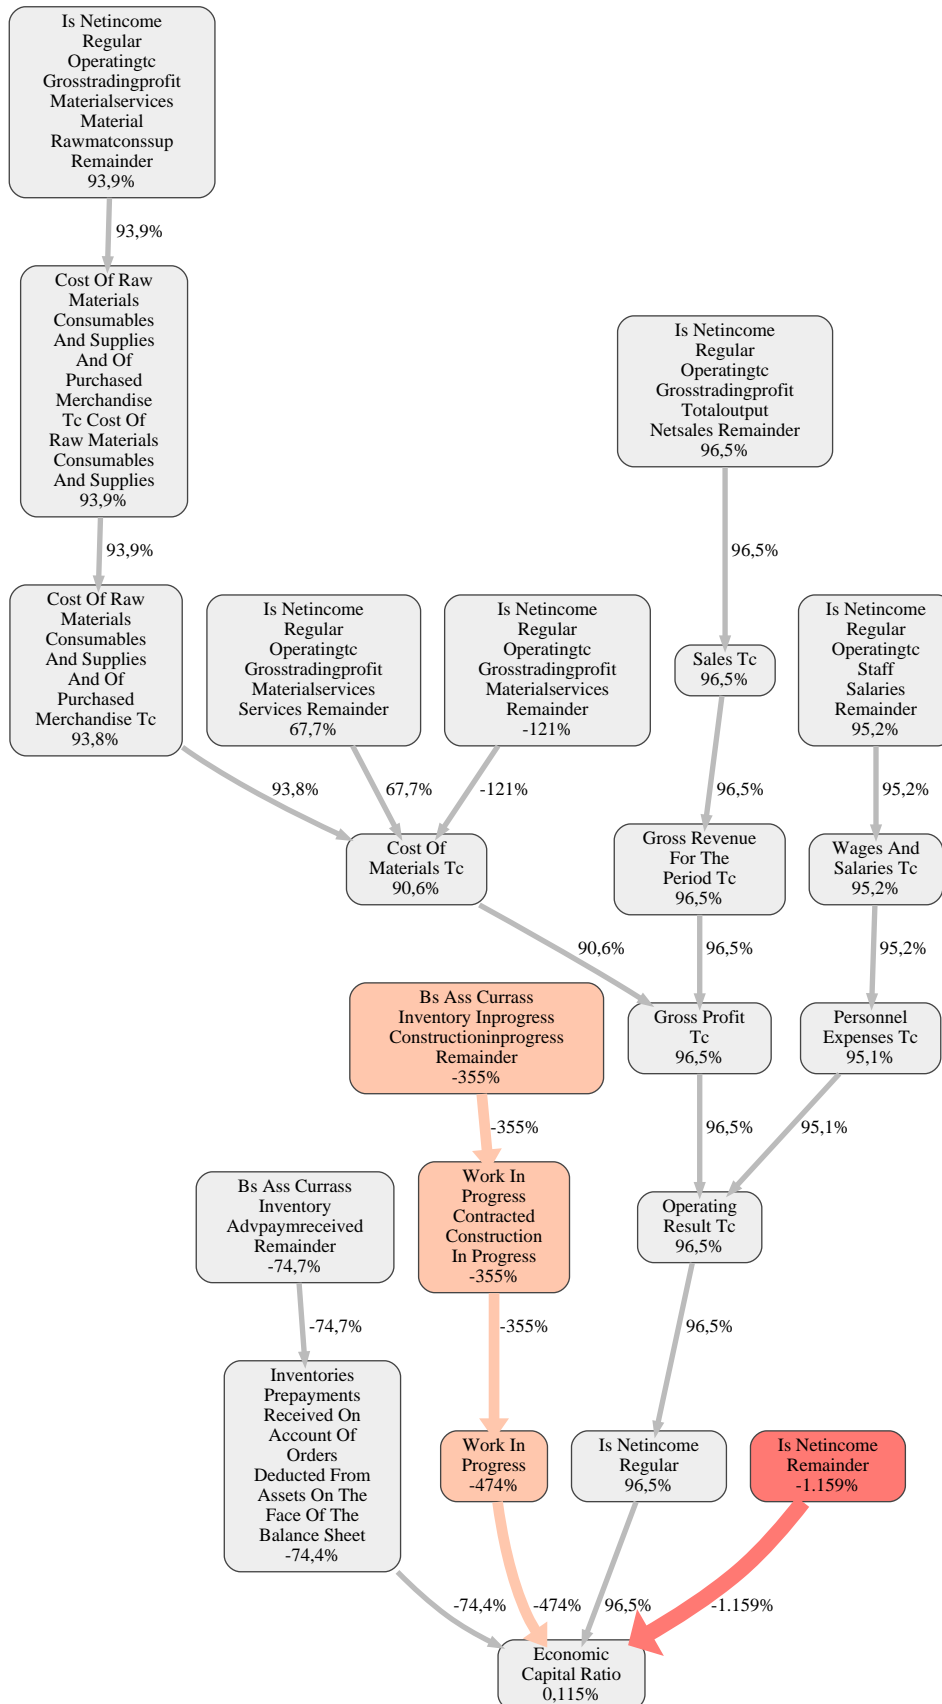 Is Netincome
Regular
Operatingtc
Grosstradingprofit
Materialservices
Material
Rawmatconssup
Remainder
93,9%
93,9%
Cost Of Raw
Materials
Consumables
And Supplies
And Of
Purchased
Merchandise
Tc Cost Of
Raw Materials
Consumables
And Supplies
93,9%
Is Netincome
Regular
Operatingtc
Grosstradingprofit
Totaloutput
Netsales Remainder
96,5%
93,9%
96,5%
Cost Of Raw
Materials
Consumables
And Supplies
And Of
Purchased
Merchandise Tc
93,8%
Is Netincome
Regular
Operatingtc
Grosstradingprofit
Materialservices
Services Remainder
67,7%
Is Netincome
Regular
Operatingtc
Grosstradingprofit
Materialservices
Remainder
-121%
Sales Tc
96,5%
Is Netincome
Regular
Operatingtc
Staff
Salaries
Remainder
95,2%
93,8%
67,7%
-121%
96,5%
95,2%
Cost Of
Materials Tc
90,6%
Gross Revenue
For The
Period Tc
96,5%
Wages And
Salaries Tc
95,2%
90,6%
96,5%
95,2%
Bs Ass Currass
Inventory Inprogress
Constructioninprogress
Remainder
-355%
Gross Profit
Tc
96,5%
Personnel
Expenses Tc
95,1%
-355%
96,5%
95,1%
Bs Ass Currass
Inventory
Advpaymreceived
Remainder
-74,7%
Work In
Progress
Contracted
Construction
In Progress
-355%
Operating
Result Tc
96,5%
-74,7%
-355%
96,5%
Inventories
Prepayments
Received On
Account Of
Orders
Deducted From
Assets On The
Face Of The
Balance Sheet
-74,4%
Work In
Progress
-474%
Is Netincome
Regular
96,5%
Is Netincome
Remainder
-1.159%
-74,4%
-474%
96,5%
-1.159%
Economic
Capital Ratio
0,115%